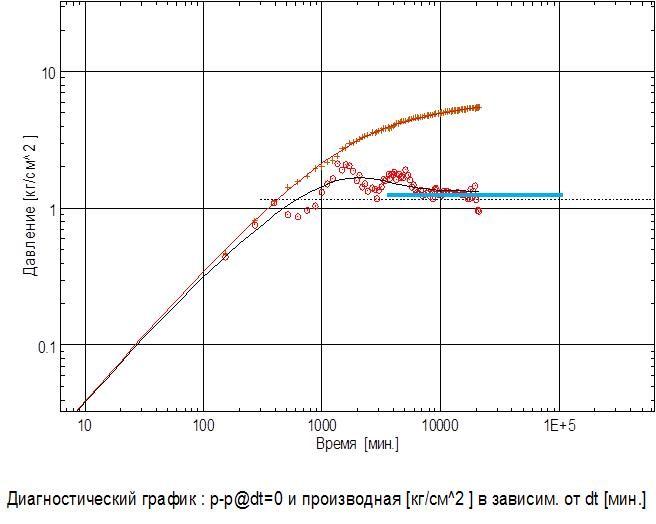 10
1
0.1
Давление [кг/см^2 ]
10 100 1000 10000 1E+5
Время [мин.]
Диагностический график : p-p@dt=0 и производная [кг/см^2 ] в зависим. от dt [мин.]